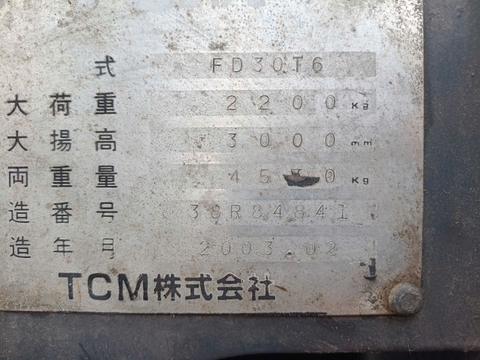 式 FD30T6
大荷重 2200 Kg
大揚高 3000 mm
両重量 Kg
造番号 38R84841
造年月 2003.02
TCM株式会社